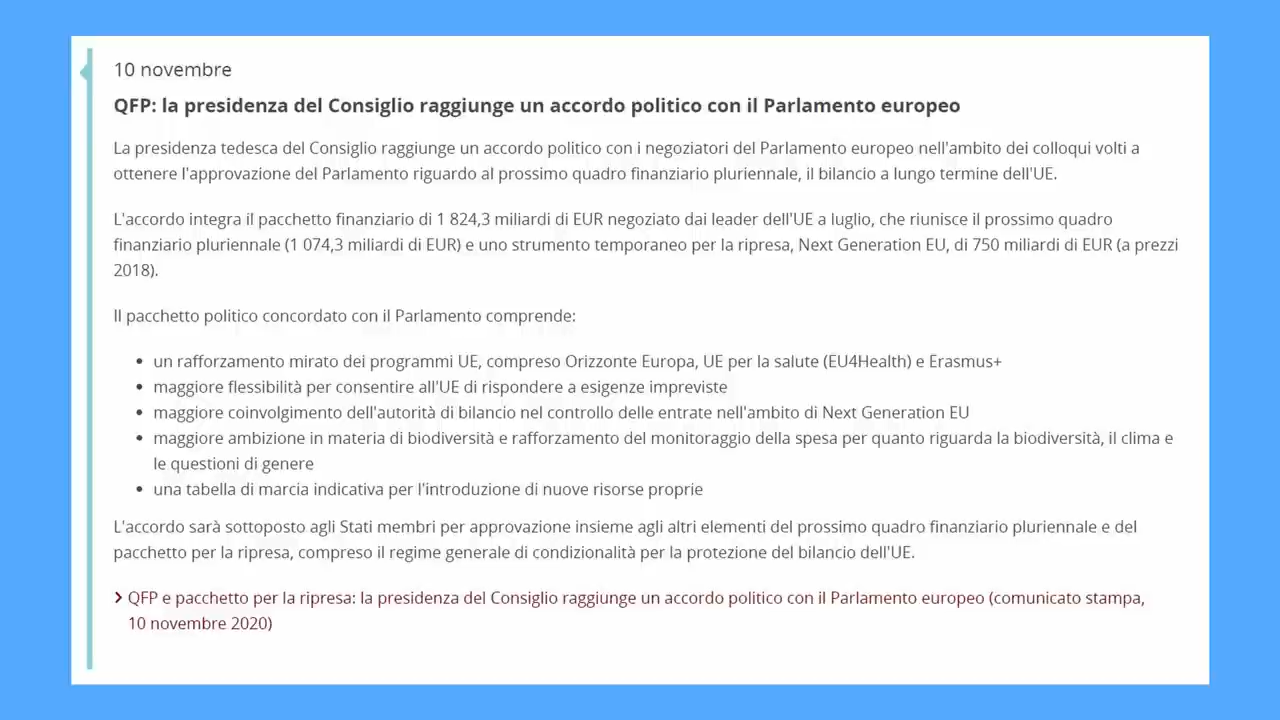 10 novembre
QFP: la presidenza del Consiglio raggiunge un accordo politico con il Parlamento europeo
La presidenza tedesca del Consiglio raggiunge un accordo politico con i negoziatori del Parlamento europeo nell'ambito dei colloqui volti a
ottenere l'approvazione del Parlamento riguardo al prossimo quadro finanziario pluriennale, il bilancio a lungo termine dell'UE.
L'accordo integra il pacchetto finanziario di 1 824,3 miliardi di EUR negoziato dai leader dell'UE a luglio, che riunisce il prossimo quadro
finanziario pluriennale (1 074,3 miliardi di EUR) e uno strumento temporaneo per la ripresa, Next Generation EU, di 750 miliardi di EUR (a prezzi
2018).
Il pacchetto politico concordato con il Parlamento comprende:
• un rafforzamento mirato dei programmi UE, compreso Orizzonte Europa, UE per la salute (EU4Health) e Erasmus+
• maggiore flessibilità per consentire all'UE di rispondere a esigenze impreviste
• maggiore coinvolgimento dell'autorità di bilancio nel controllo delle entrate nell'ambito di Next Generation EU
• maggiore ambizione in materia di biodiversità e rafforzamento del monitoraggio della spesa per quanto riguarda la biodiversità, il clima e
le questioni di genere
• una tabella di marcia indicativa per l'introduzione di nuove risorse proprie
L'accordo sarà sottoposto agli Stati membri per approvazione insieme agli altri elementi del prossimo quadro finanziario pluriennale e del
pacchetto per la ripresa, compreso il regime generale di condizionalità per la protezione del bilancio dell'UE.
› QFP e pacchetto per la ripresa: la presidenza del Consiglio raggiunge un accordo politico con il Parlamento europeo (comunicato stampa,
10 novembre 2020)